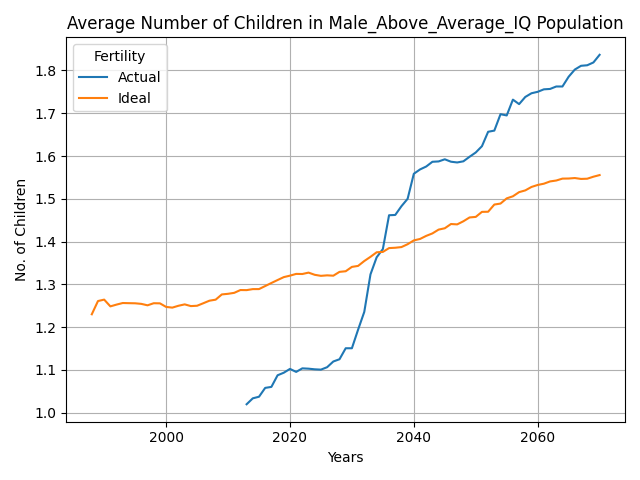 Average Number of Children in Male_Above_Average_IQ Population
Fertility
Actual
Ideal
No. of Children
1.8
1.7
1.6
1.5
1.4
1.3
1.2
1.1
1.0
2000
2020
2040
2060
Years